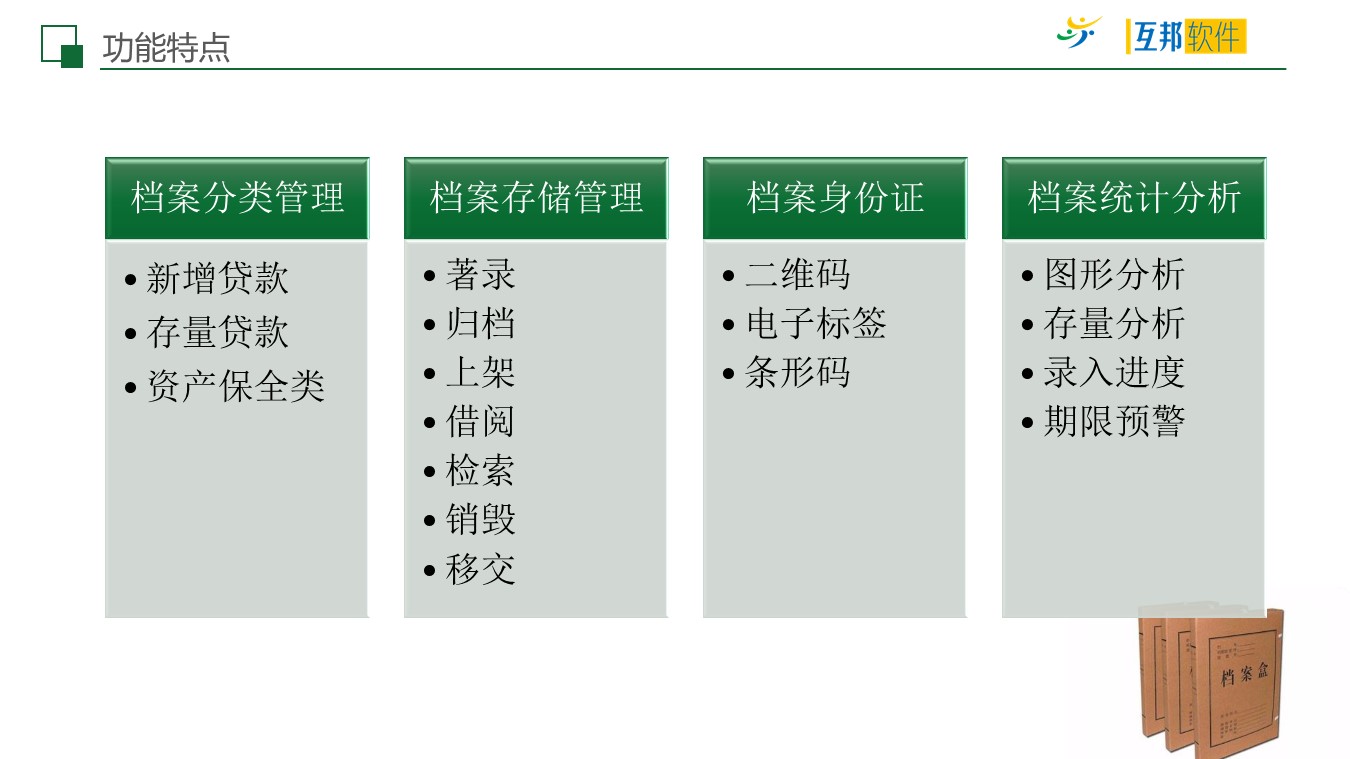 功能特点
互邦软件
档案分类管理
• 新增贷款
• 存量贷款
• 资产保全类
档案存储管理
• 著录
• 归档
• 上架
• 借阅
• 检索
• 销毁
• 移交
档案身份证
• 二维码
• 电子标签
• 条形码
档案统计分析
• 图形分析
• 存量分析
• 录入进度
• 期限预警
档案盒